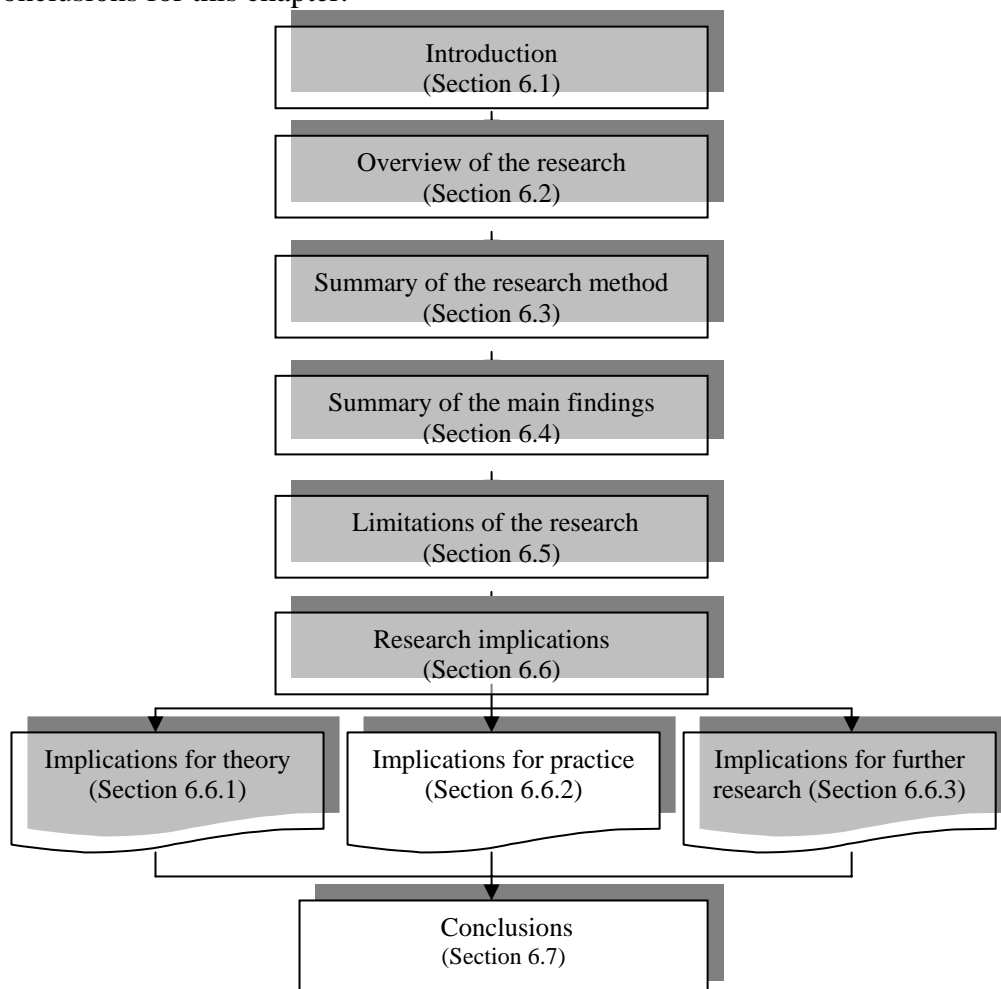 onclusions for this chapter.
Introduction
(Section 6.1)
Overview of the research
(Section 6.2)
Summary of the research method
(Section 6.3)
Summary of the main findings
(Section 6.4)
Limitations of the research
(Section 6.5)
Research implications
(Section 6.6)
Implications for theory
(Section 6.6.1)
Implications for practice
(Section 6.6.2)
Implications for further
research (Section 6.6.3)
Conclusions
(Section 6.7)